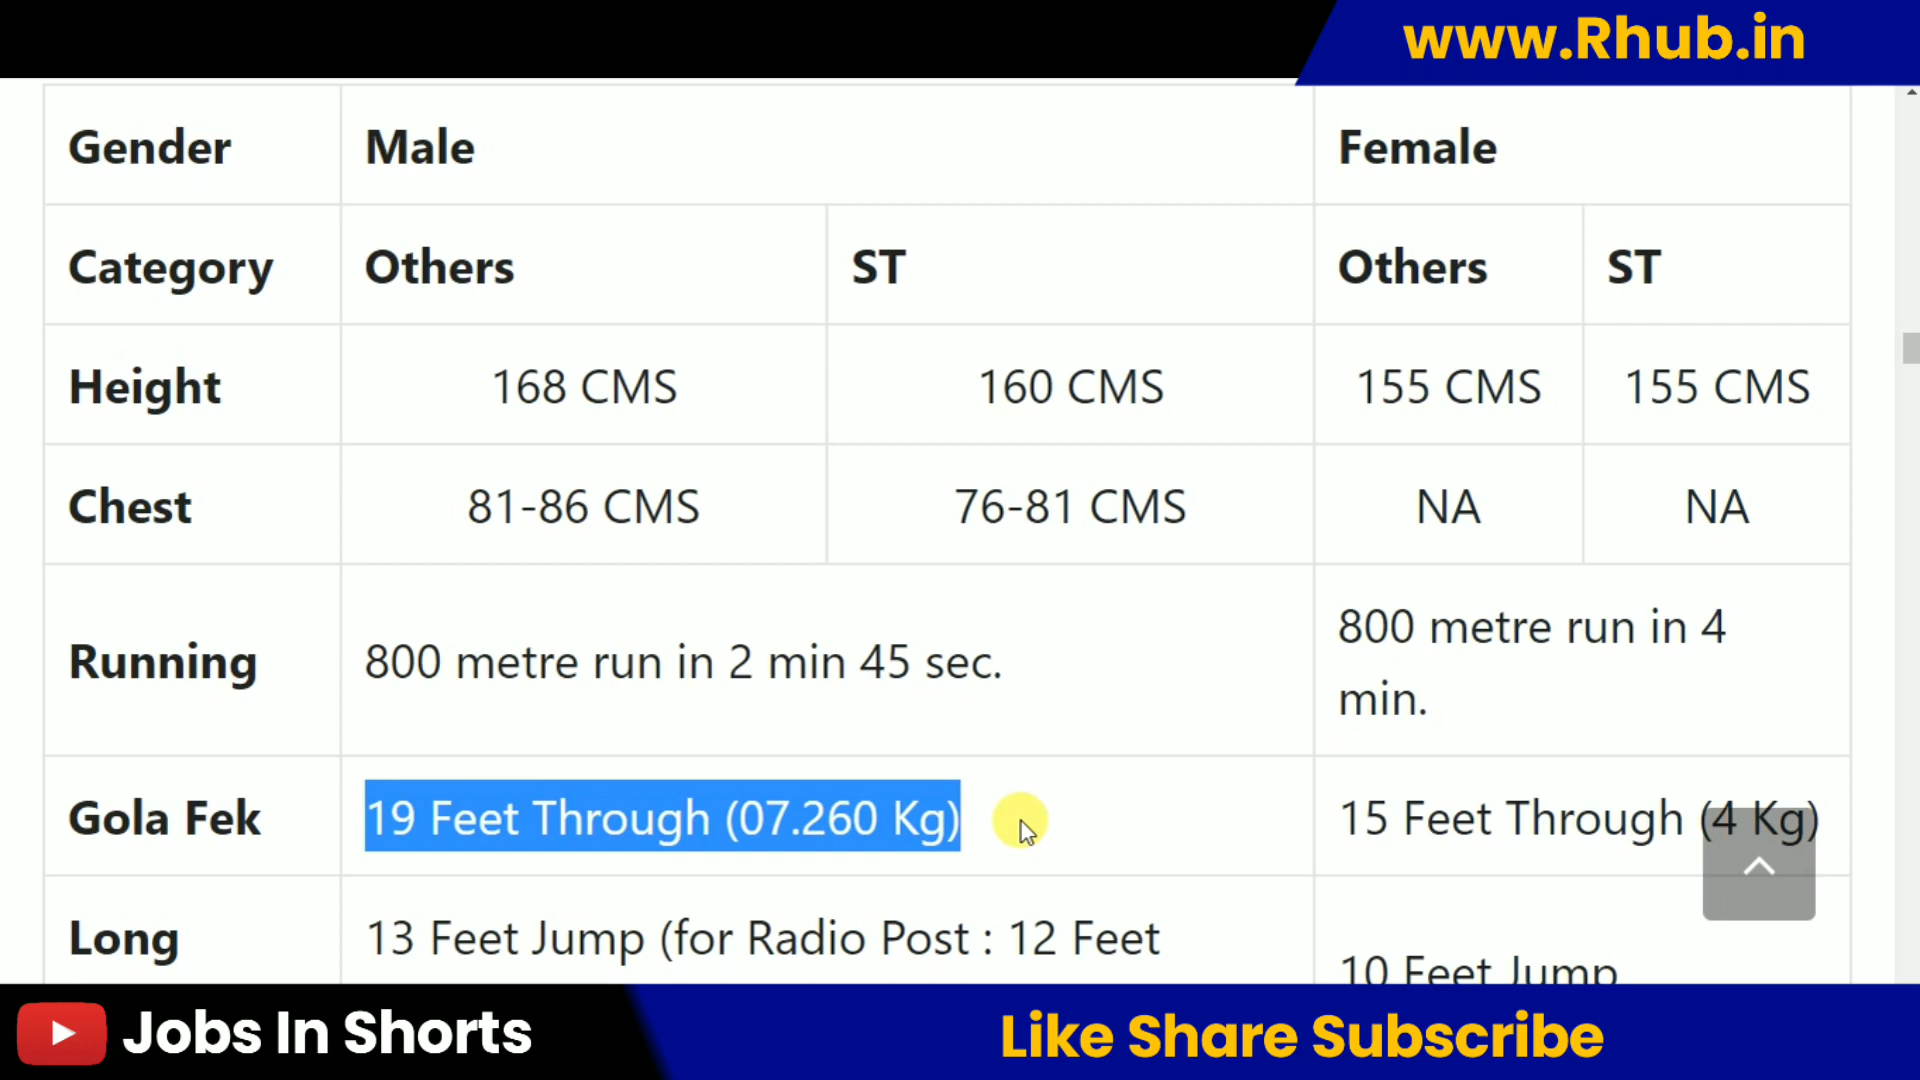 www.Rhub.in
Gender Male Female
Category Others ST Others ST
Height 168 CMS 160 CMS 155 CMS 155 CMS
Chest 81-86 CMS 76-81 CMS NA NA
Running 800 metre run in 2 min 45 sec. 800 metre run in 4
min.
Gola Fek 19 Feet Through (07.260 Kg) 15 Feet Through (4 Kg)
Long 13 Feet Jump (for Radio Post : 12 Feet
10 Feet Jump
Jobs In Shorts
Like Share Subscribe